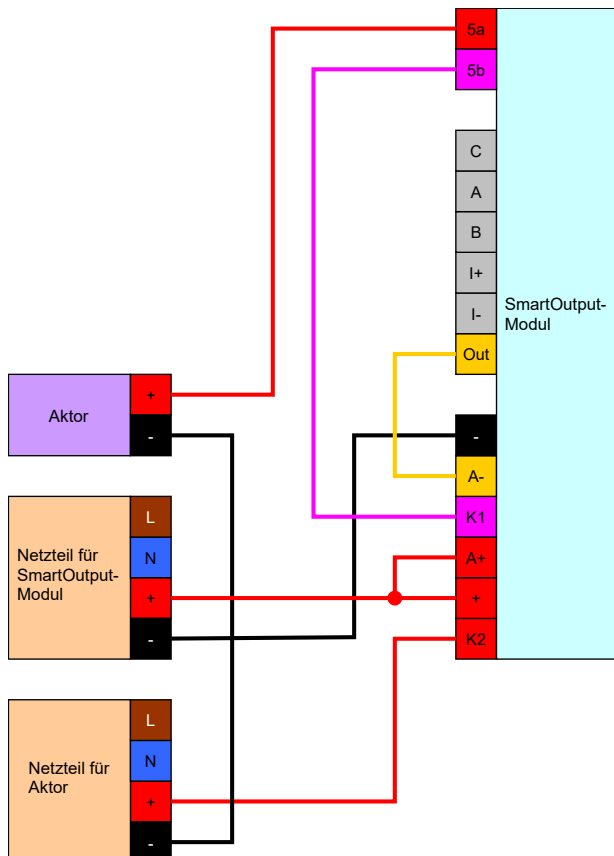 5a
5b
C
A
B
I+
I-
Out
-
A-
K1
A+
+
K2
SmartOutput-
Modul
Aktor
+
-
Netzteil für
SmartOutput-
Modul
L
N
+
-
Netzteil für
Aktor
L
N
+
-